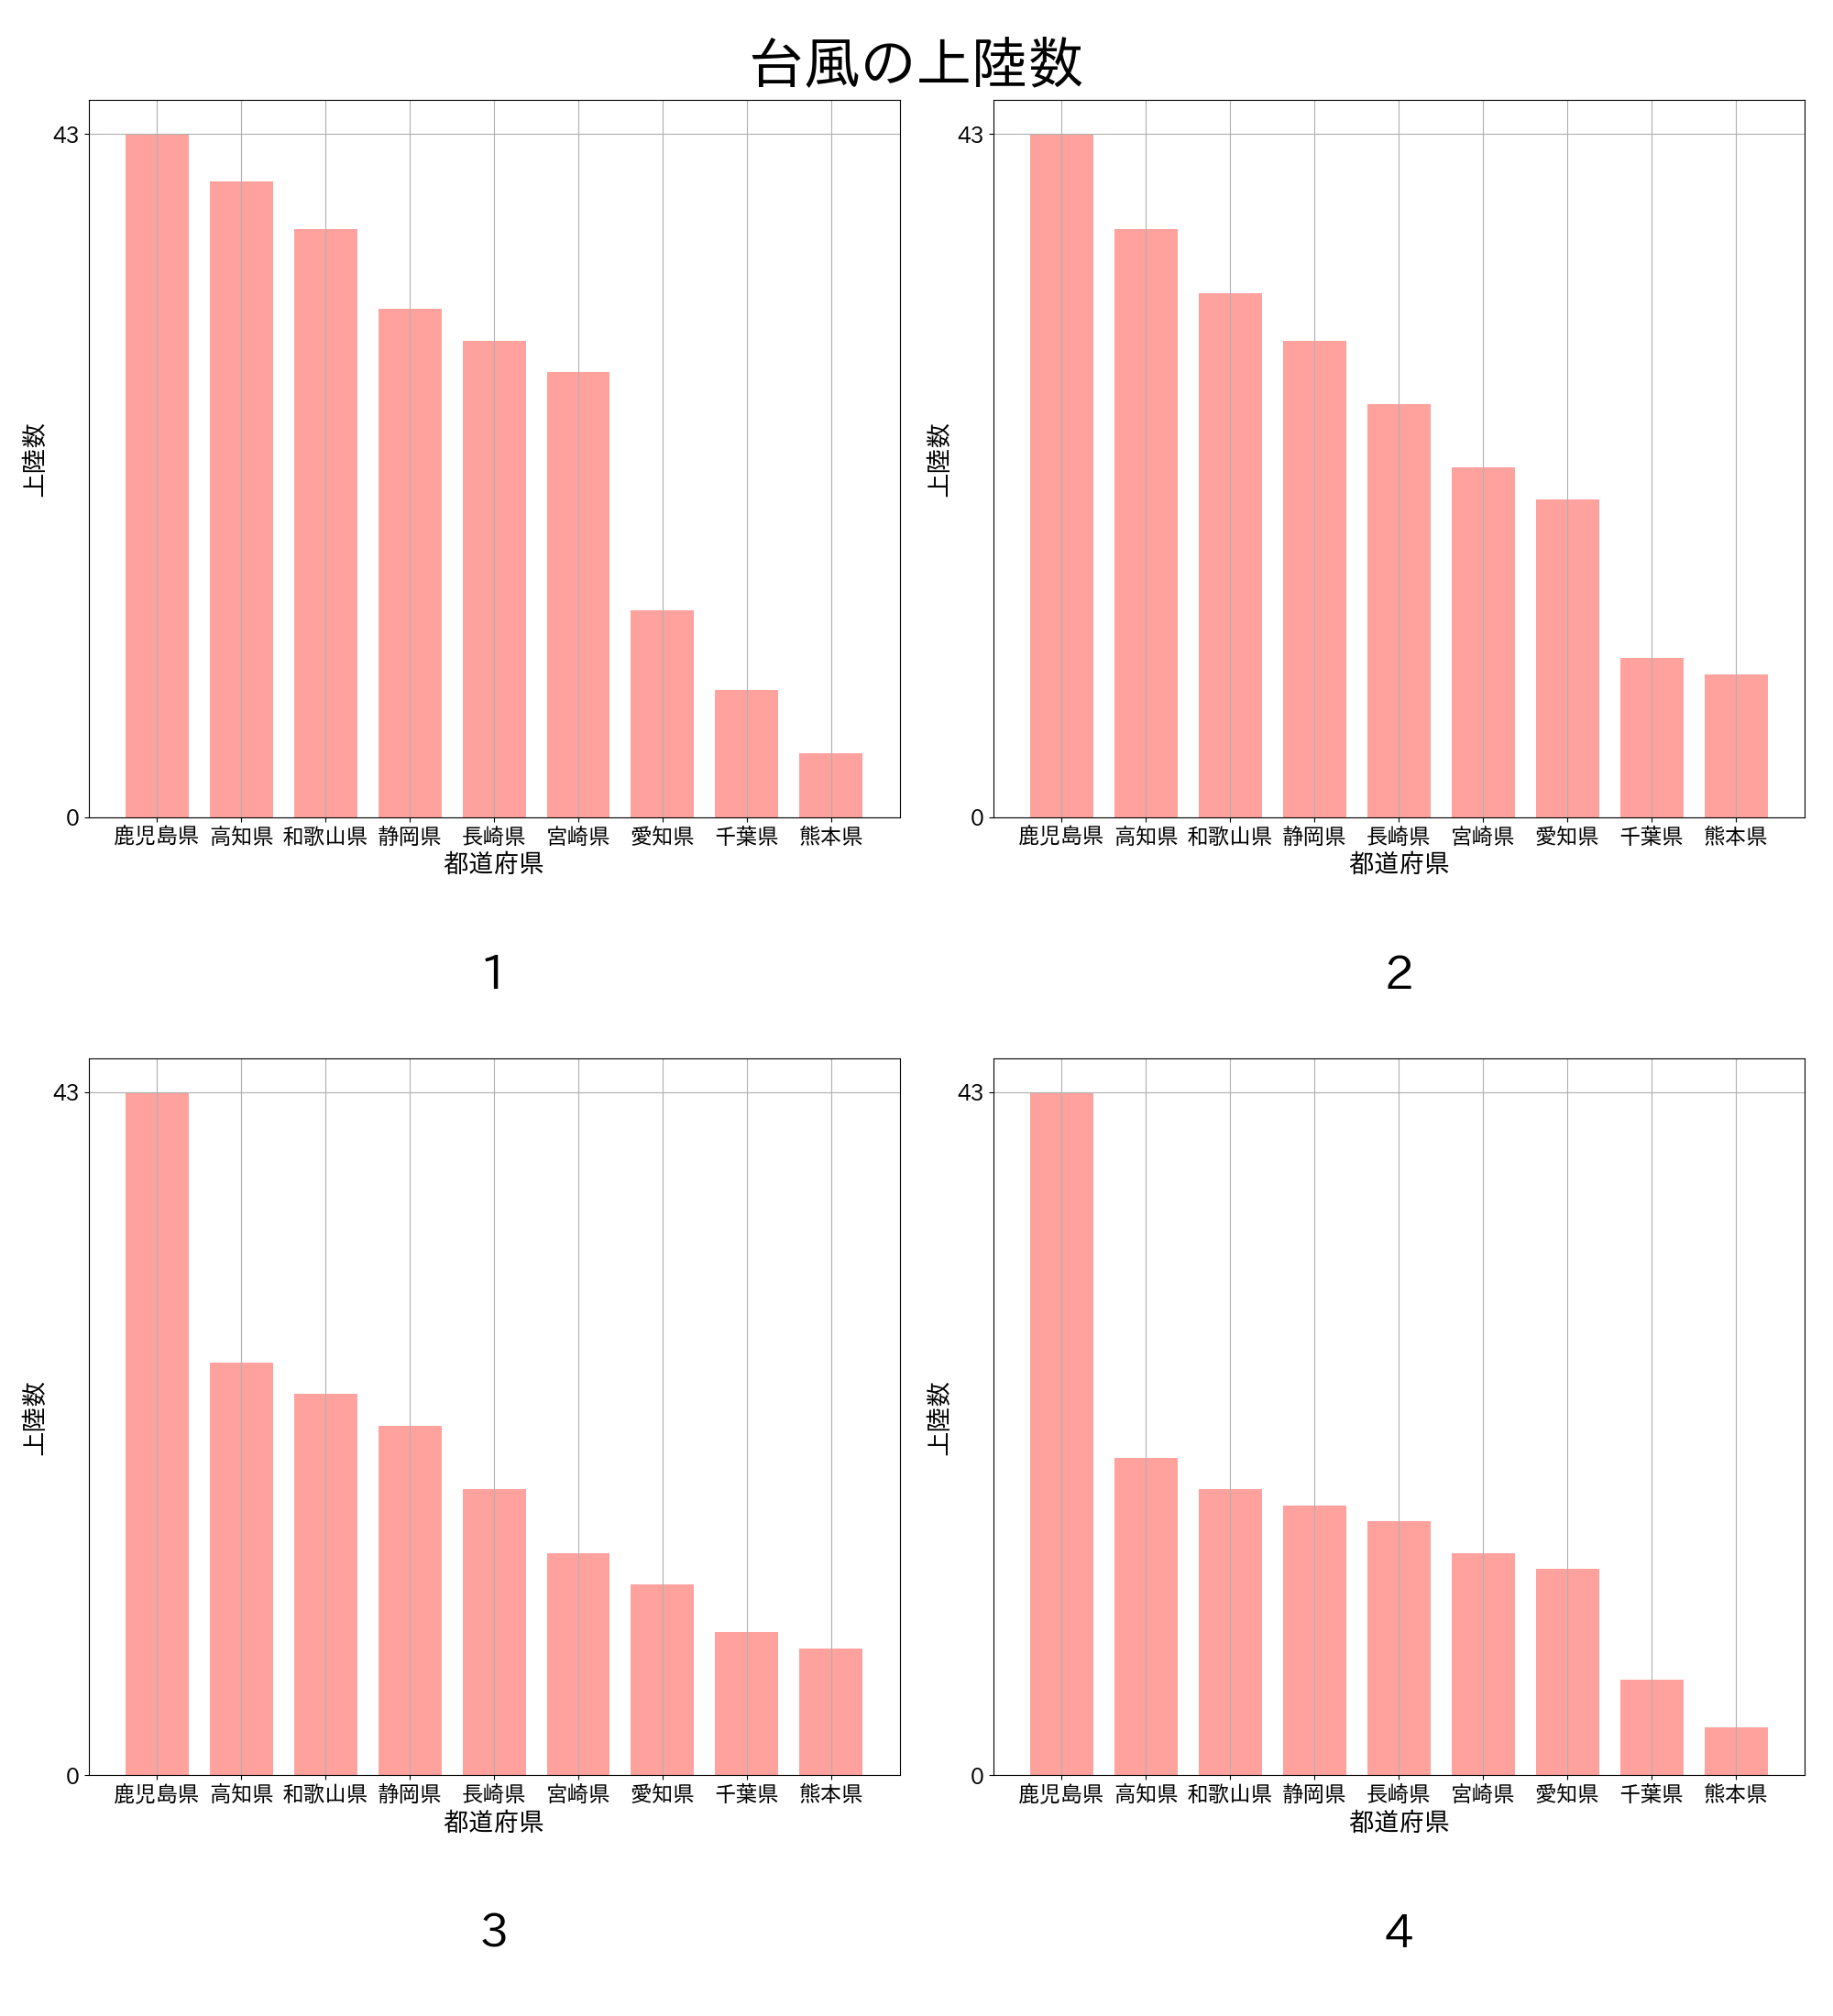 台風の上陸数
43
上陸数
0
鹿児島県 高知県 和歌山県 静岡県 長崎県 宮崎県 愛知県 千葉県 熊本県
都道府県
1
43
上陸数
0
鹿児島県 高知県 和歌山県 静岡県 長崎県 宮崎県 愛知県 千葉県 熊本県
都道府県
2
43
上陸数
0
鹿児島県 高知県 和歌山県 静岡県 長崎県 宮崎県 愛知県 千葉県 熊本県
都道府県
3
43
上陸数
0
鹿児島県 高知県 和歌山県 静岡県 長崎県 宮崎県 愛知県 千葉県 熊本県
都道府県
4